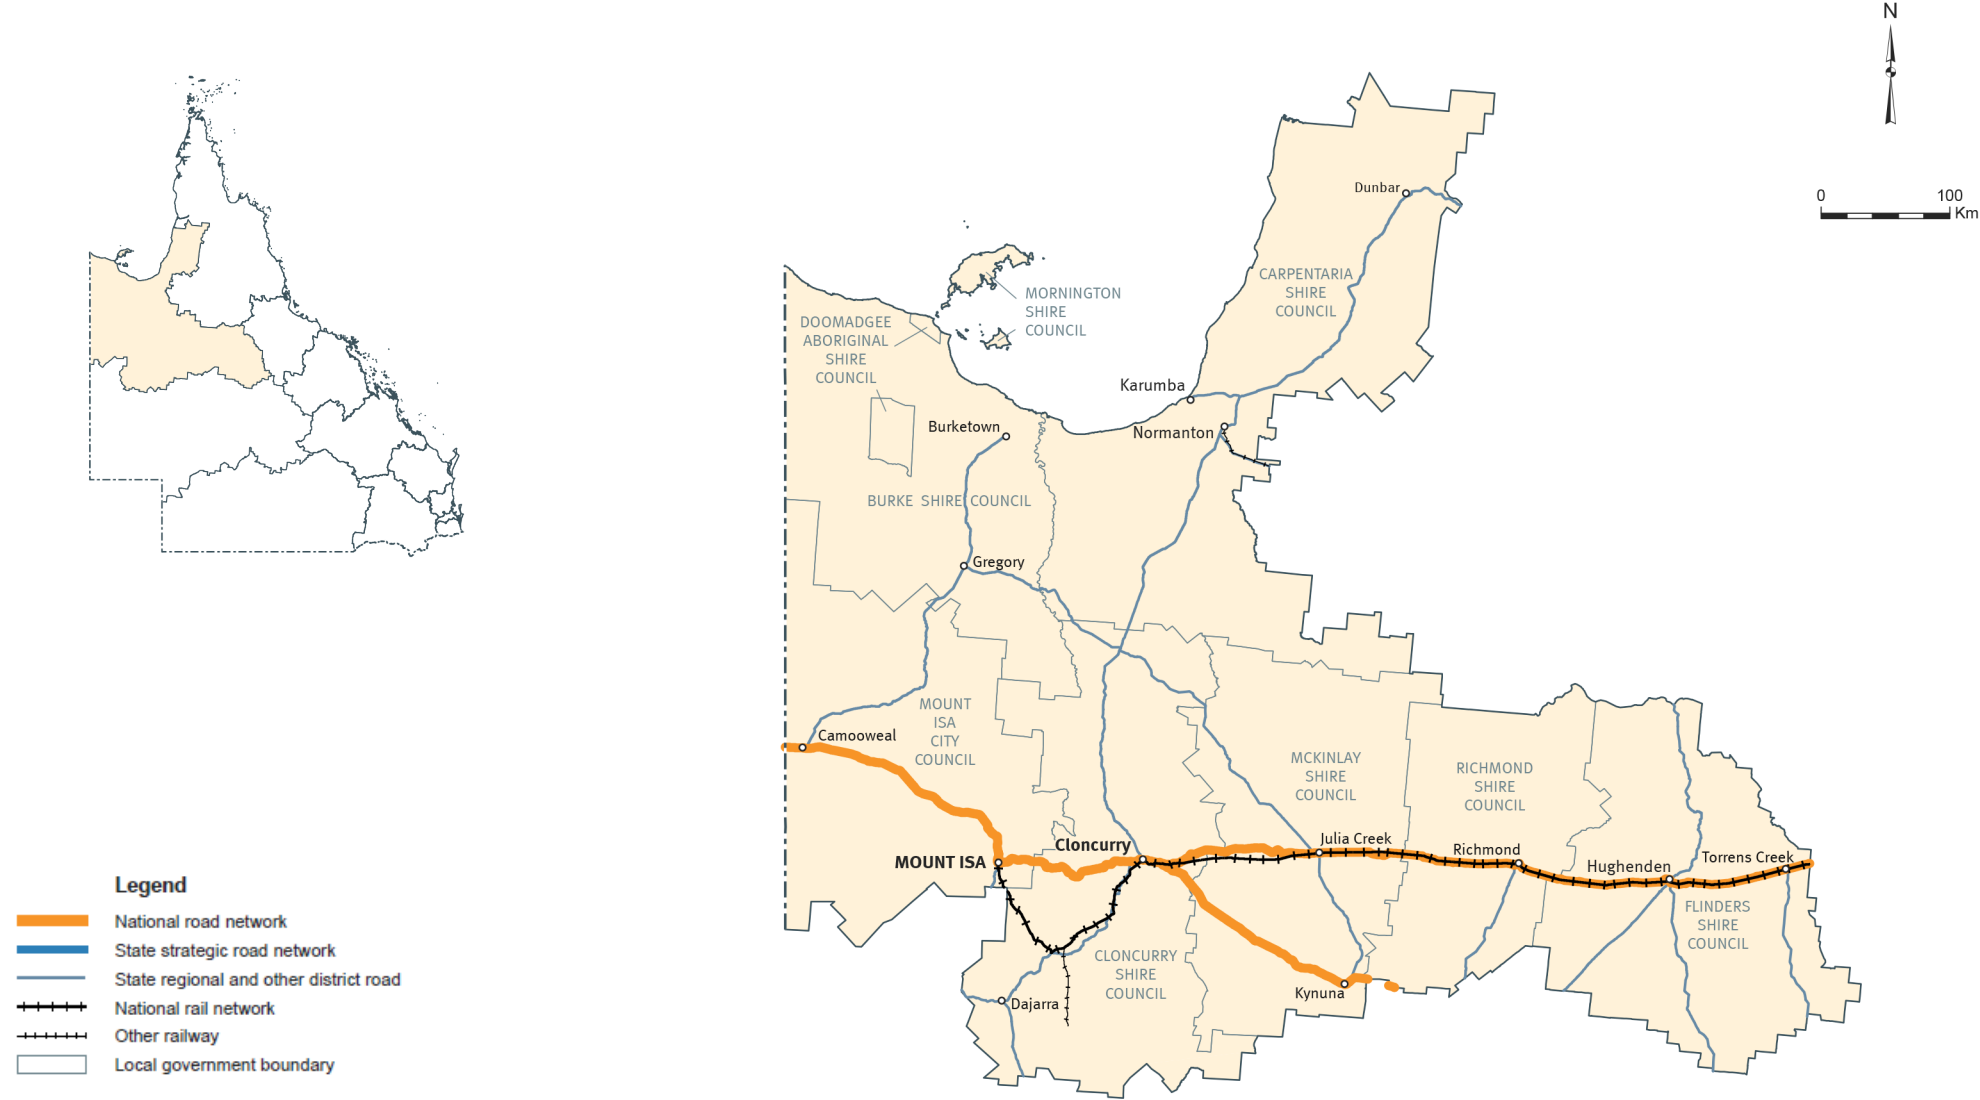 N
0 100
Km
Dunbar
CARPENTARIA
SHIRE
COUNCIL
MORNINGTON
SHIRE
COUNCIL
DOOMADGEE
ABORIGINAL
SHIRE
COUNCIL
Karumba
Burketown
Normanton
BURKE SHIRE COUNCIL
Gregory
MOUNT
ISA
CITY
COUNCIL
Camooweal
MCKINLAY
SHIRE
COUNCIL
RICHMOND
SHIRE
COUNCIL
Cloncurry
Julia Creek
Richmond
MOUNT ISA
Hughenden
Torrens Creek
FLINDERS
SHIRE
COUNCIL
CLONCURRY
SHIRE
COUNCIL
Kynuna
Dajarra
Legend
National road network
State strategic road network
State regional and other district road
National rail network
Other railway
Local government boundary